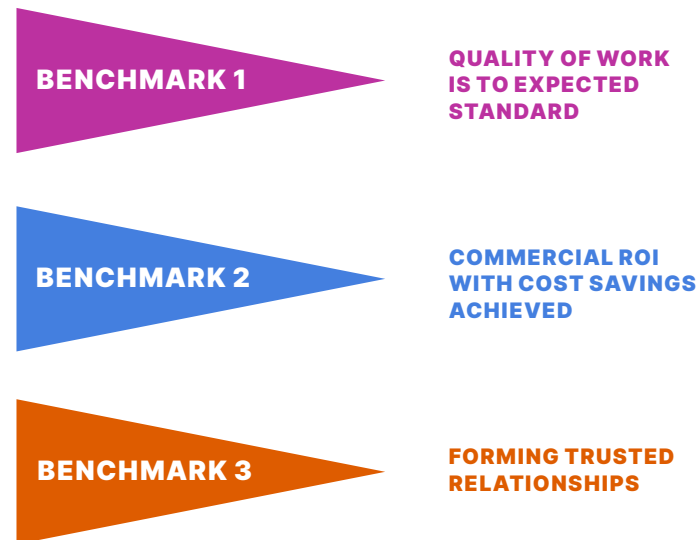 BENCHMARK 1
QUALITY OF WORK
IS TO EXPECTED
STANDARD
BENCHMARK 2
COMMERCIAL ROI
WITH COST SAVINGS
ACHIEVED
BENCHMARK 3
FORMING TRUSTED
RELATIONSHIPS